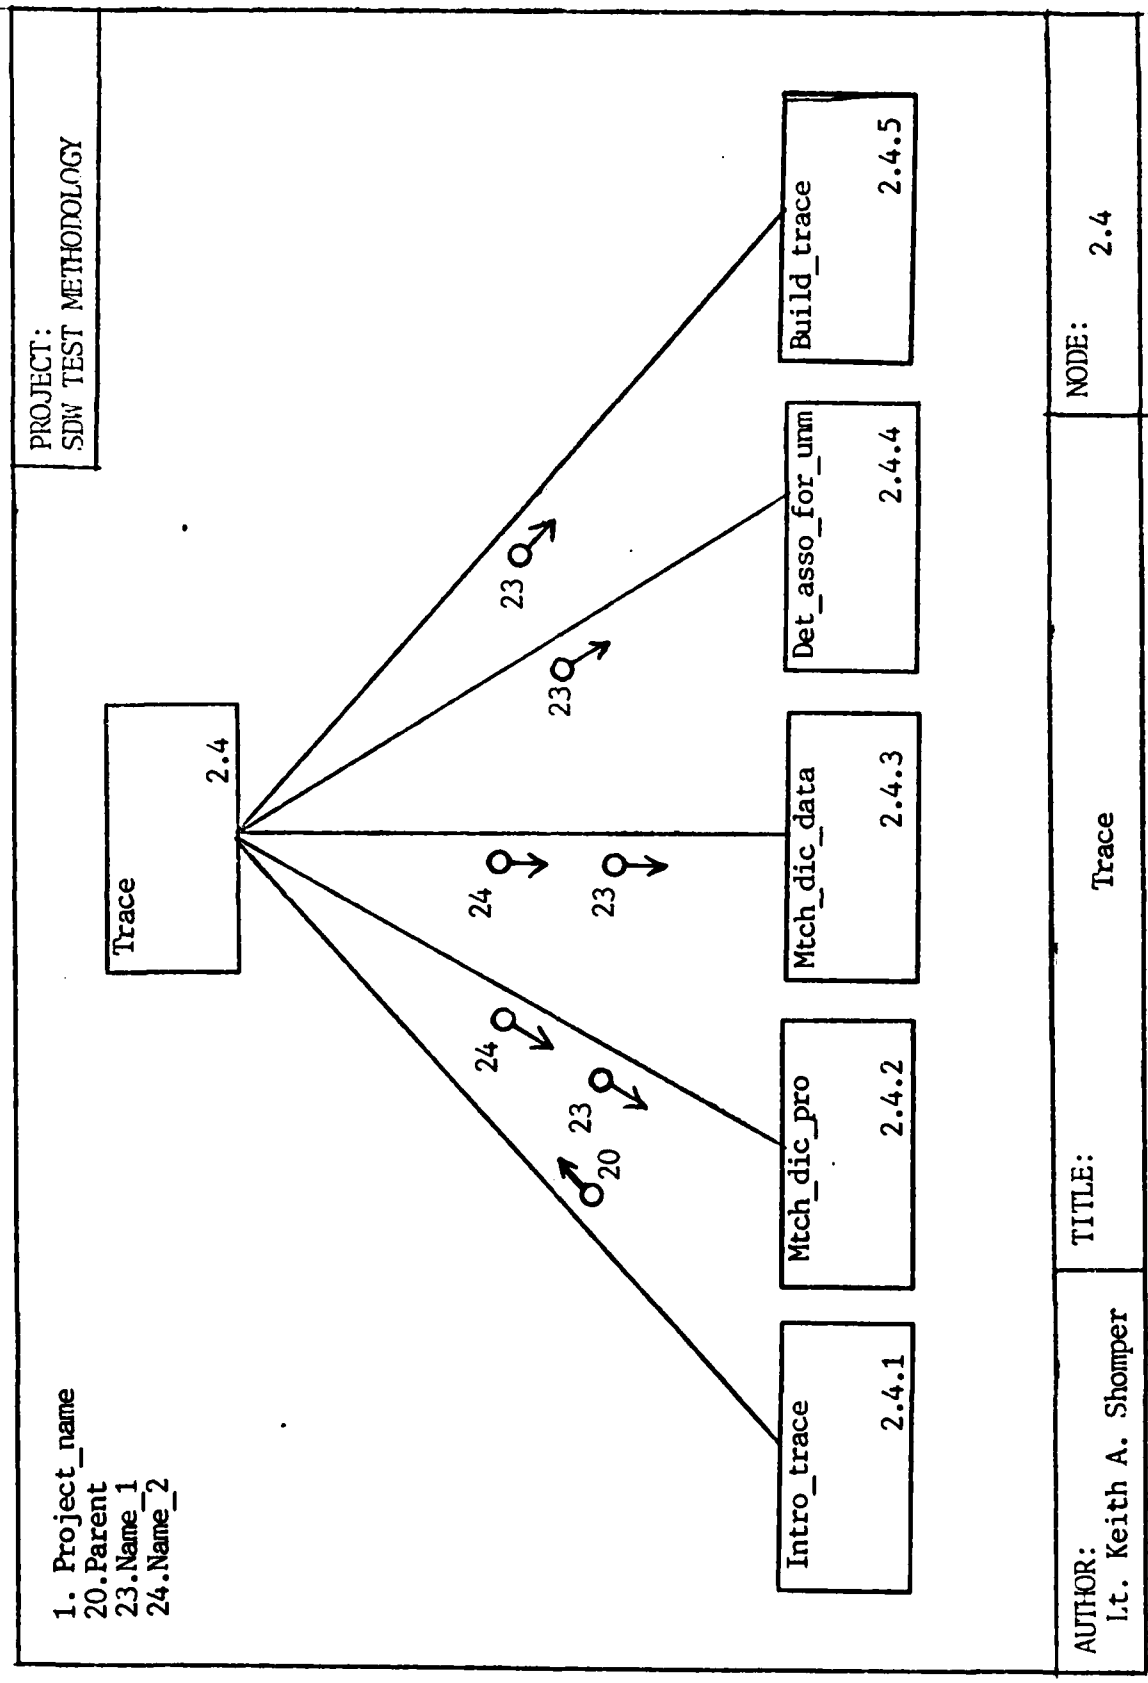 1. Project_name
20.Parent
23.Name_1
24.Name_2
PROJECT:
SDW TEST METHODOLOGY
Trace
2.4
20
24
23
24
23
23
23
Intro_trace
2.4.1
Mtch_dic_pro
2.4.2
Mtch_dic_data
2.4.3
Det_asso_for_unm
2.4.4
Build_trace
2.4.5
AUTHOR:
Lt. Keith A. Shomper
TITLE:
Trace
NODE:
2.4